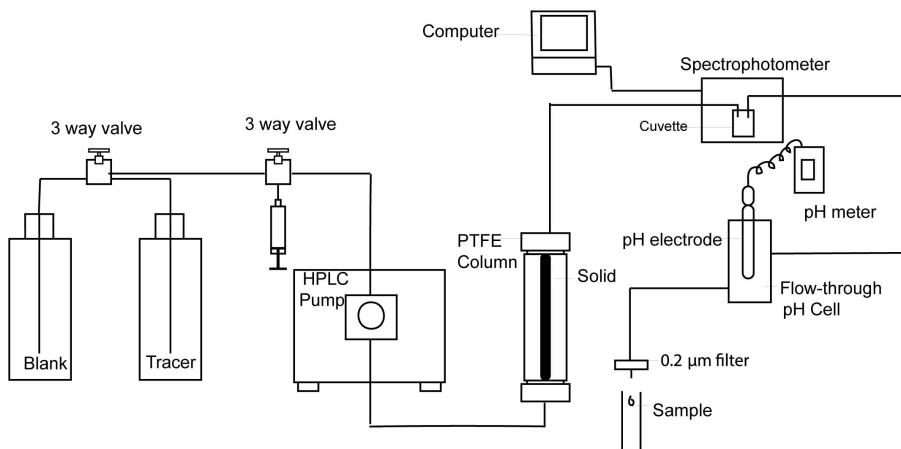 Computer
Spectrophotometer
3 way valve
3 way valve
Cuvette
pH meter
PTFE
Column
pH electrode
HPLC
Pump
Solid
Flow-through
pH Cell
Blank
Tracer
0.2 µm filter
Sample